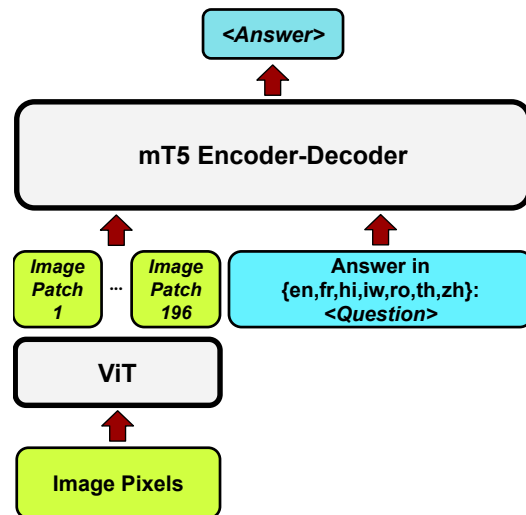 <Answer>
mT5 Encoder-Decoder
Image
Patch
1
...
Image
Patch
196
Answer in
{en,fr,hi,iw,ro,th,zh}:
<Question>
ViT
Image Pixels